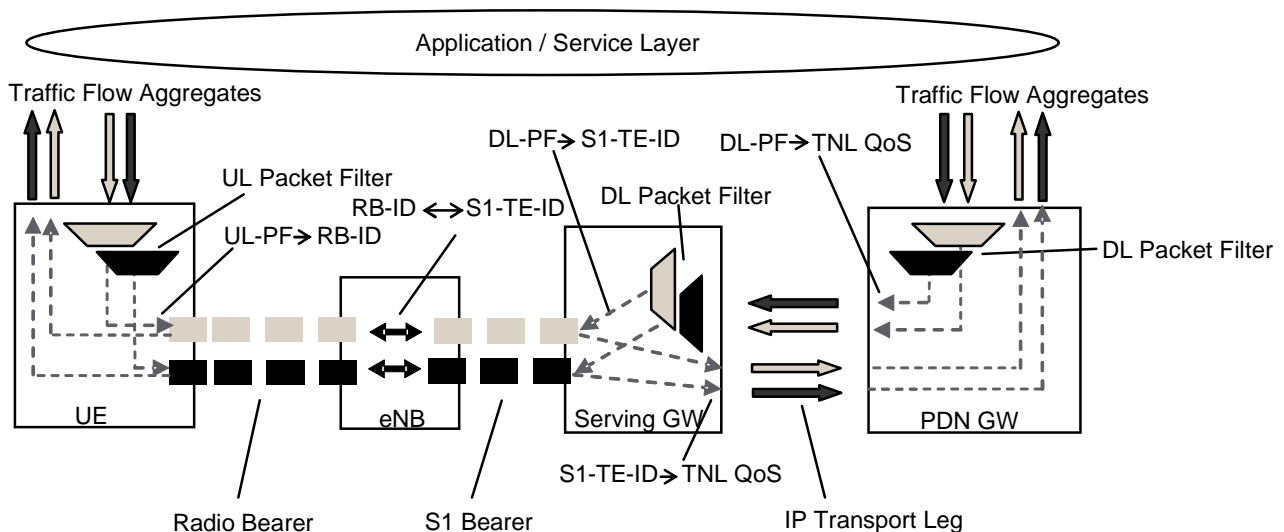 Application / Service Layer
Traffic Flow Aggregates
Traffic Flow Aggregates
DL-PF→S1-TE-ID
DL-PF→TNL QoS
UL Packet Filter
DL Packet Filter
RB-ID ↔ S1-TE-ID
UL-PF→RB-ID
DL Packet Filter
UE
eNB
Serving GW
PDN GW
S1-TE-ID→TNL QoS
Radio Bearer
S1 Bearer
IP Transport Leg